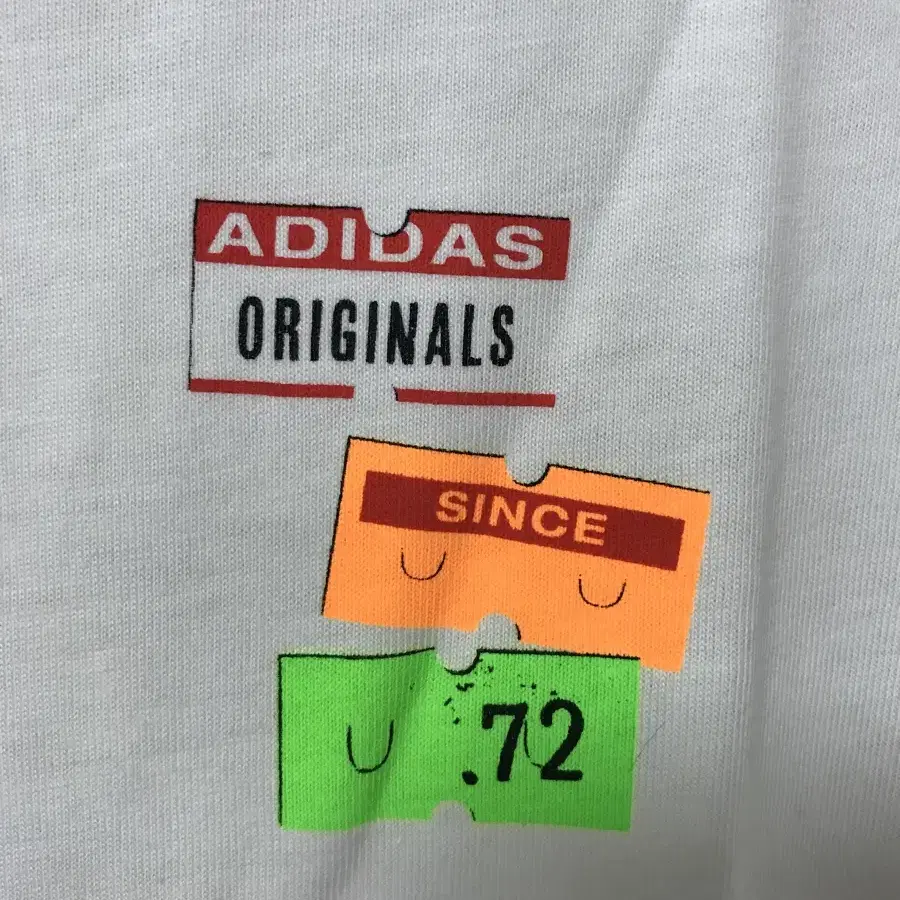 ADIDAS
ORIGINALS
SINCE
.72